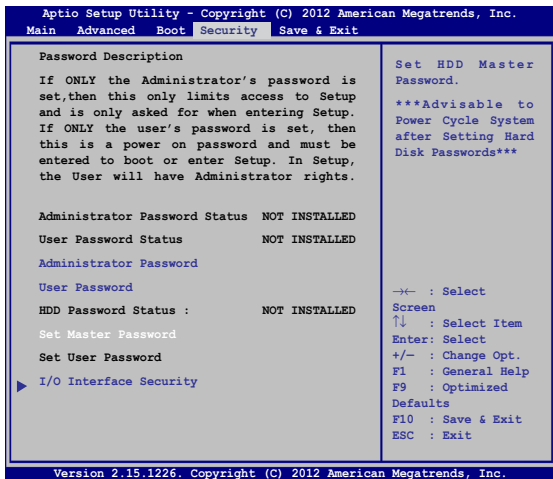 Aptio Setup Utility - Copyright (C) 2012 American Megatrends, Inc.
Main Advanced Boot Security Save & Exit
Password Description
If ONLY the Administrator's password is
set,then this only limits access to Setup
and is only asked for when entering Setup.
If ONLY the user's password is set, then
this is a power on password and must be
entered to boot or enter Setup. In Setup,
the User will have Administrator rights.
Administrator Password Status NOT INSTALLED
User Password Status NOT INSTALLED
Administrator Password
User Password
HDD Password Status : NOT INSTALLED
Set Master Password
Set User Password
I/O Interface Security
Set HDD Master
Password.
***Advisable to
Power Cycle System
after Setting Hard
Disk Passwords***
→← : Select
Screen
↑↓ : Select Item
Enter: Select
+/— : Change Opt.
F1 : General Help
F9 : Optimized
Defaults
F10 : Save & Exit
ESC : Exit
Version 2.15.1226. Copyright (C) 2012 American Megatrends, Inc.